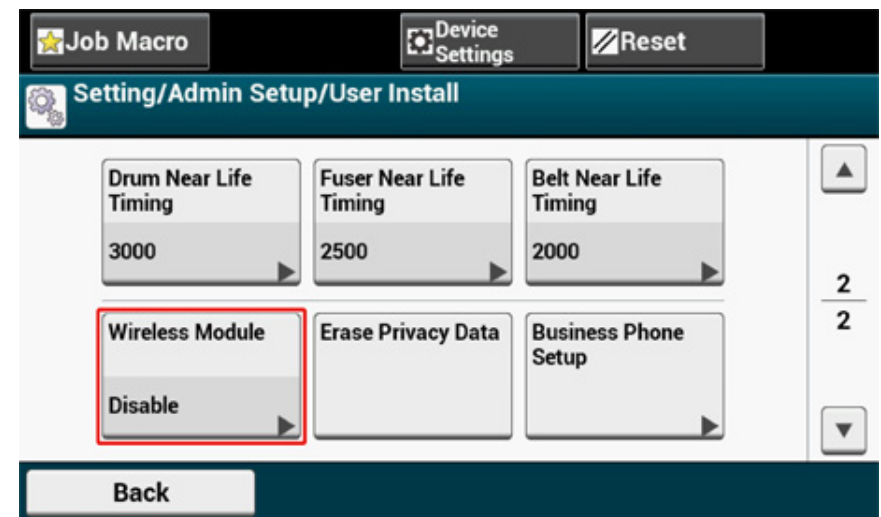 Job Macro
Device
Settings
Reset
Setting/Admin Setup/User Install
Drum Near Life
Timing
3000
Fuser Near Life
Timing
2500
Belt Near Life
Timing
2000
Wireless Module
Disable
Erase Privacy Data
Business Phone
Setup
2
2
Back